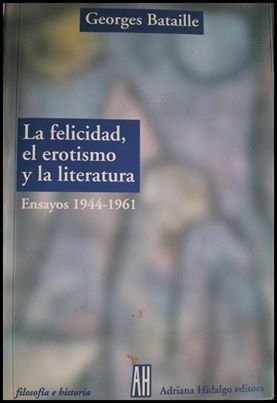 Georges Bataille
La felicidad,
el erotismo
y la literatura
Ensayos 1944-1961
filosofía e historia
AH
Adriana Hidalgo editora